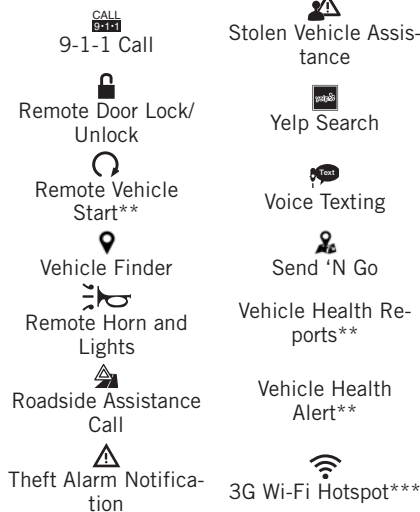 CALL
9-1-1
9-1-1 Call
Stolen Vehicle Assis-
tance
Remote Door Lock/
Unlock
yelp
Yelp Search
Remote Vehicle
Start**
Text
Voice Texting
Vehicle Finder
Send ‘N Go
Remote Horn and
Lights
Vehicle Health Re-
ports**
Roadside Assistance
Call
Vehicle Health
Alert**
Theft Alarm Notifica-
tion
3G Wi-Fi Hotspot***